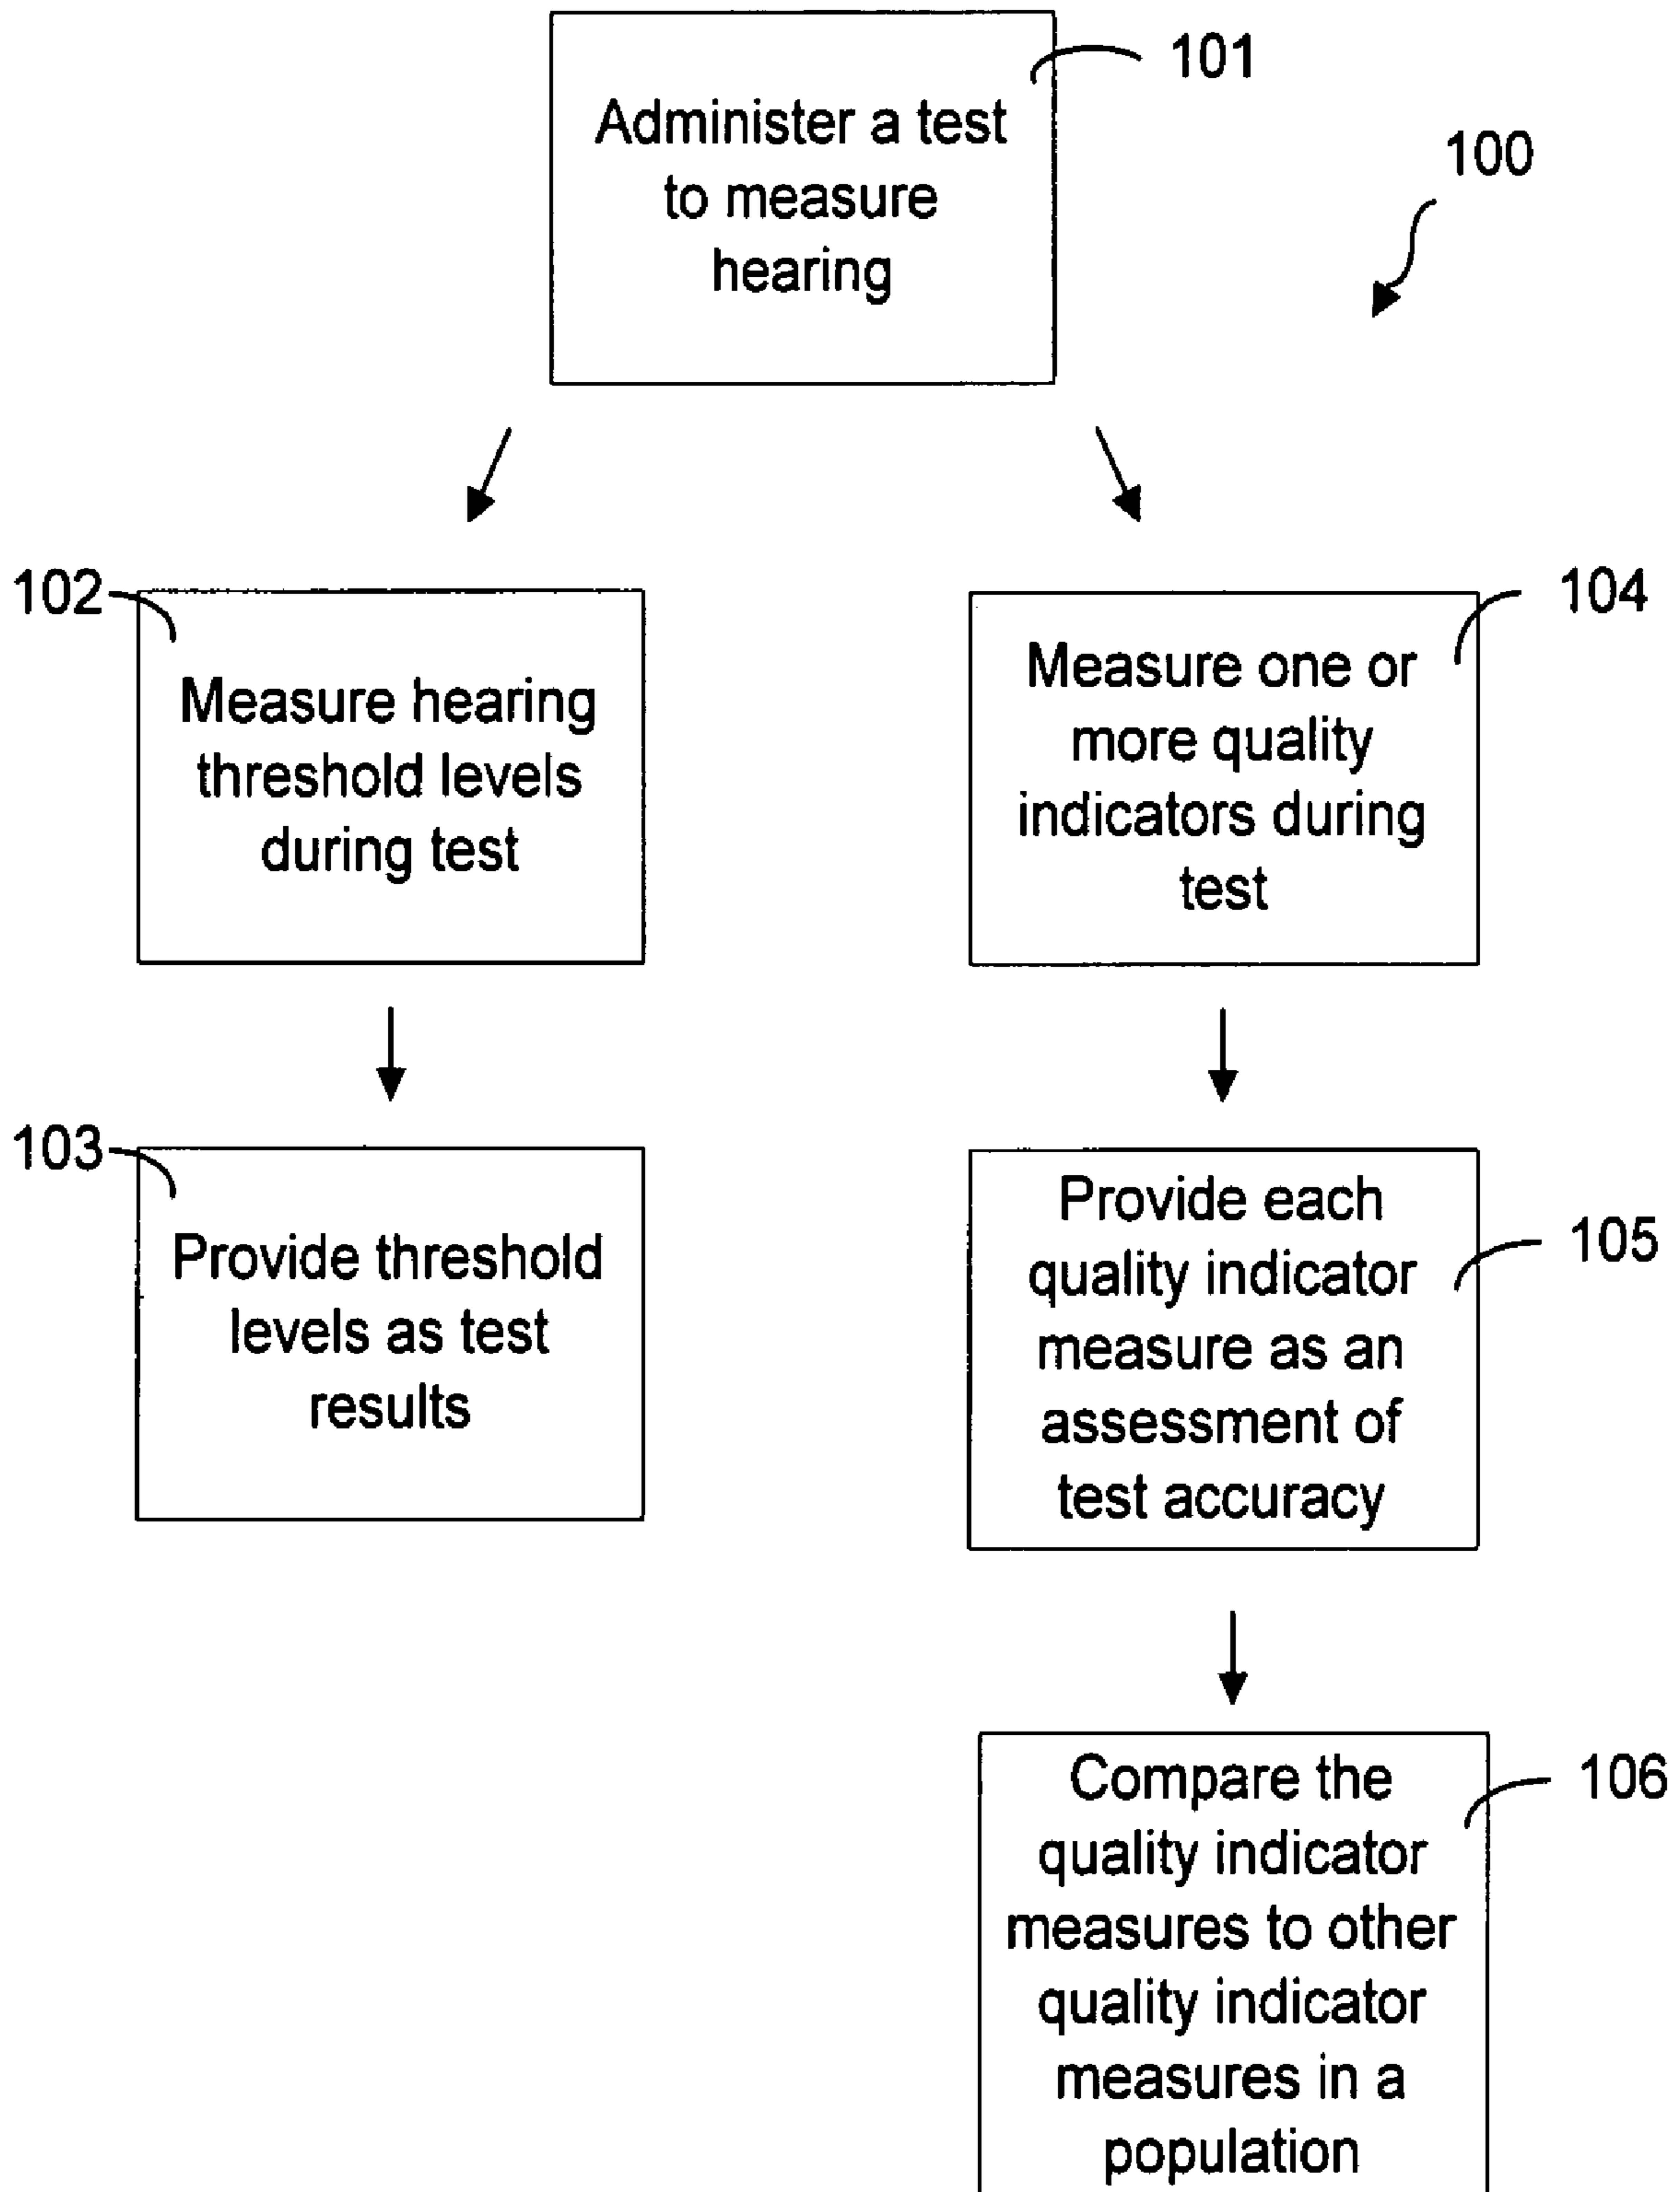 101
Administer a test
to measure
hearing
100
102
Measure hearing
threshold levels
during test
104
Measure one or
more quality
indicators during
test
103
Provide threshold
levels as test
results
105
Provide each
quality indicator
measure as an
assessment of
test accuracy
106
Compare the
quality indicator
measures to other
quality indicator
measures in a
population